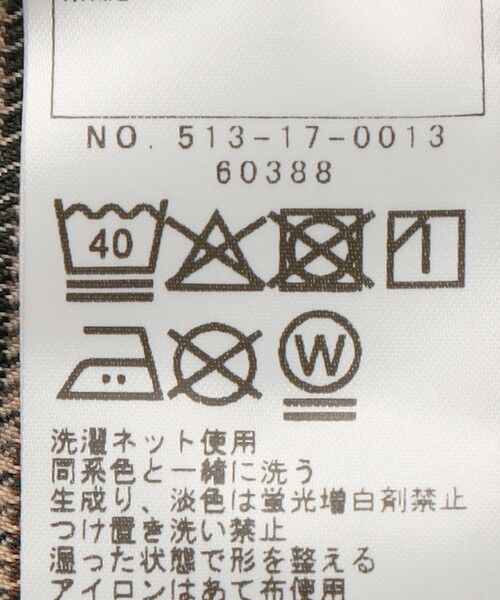 NO. 513-17-0013
60388
40
W
洗濯ネット使用
同系色と一緒に洗う
生成り、淡色は蛍光増白剤禁止
つけ置き洗い禁止
湿った状態で形を整える
アイロンはあて布使用